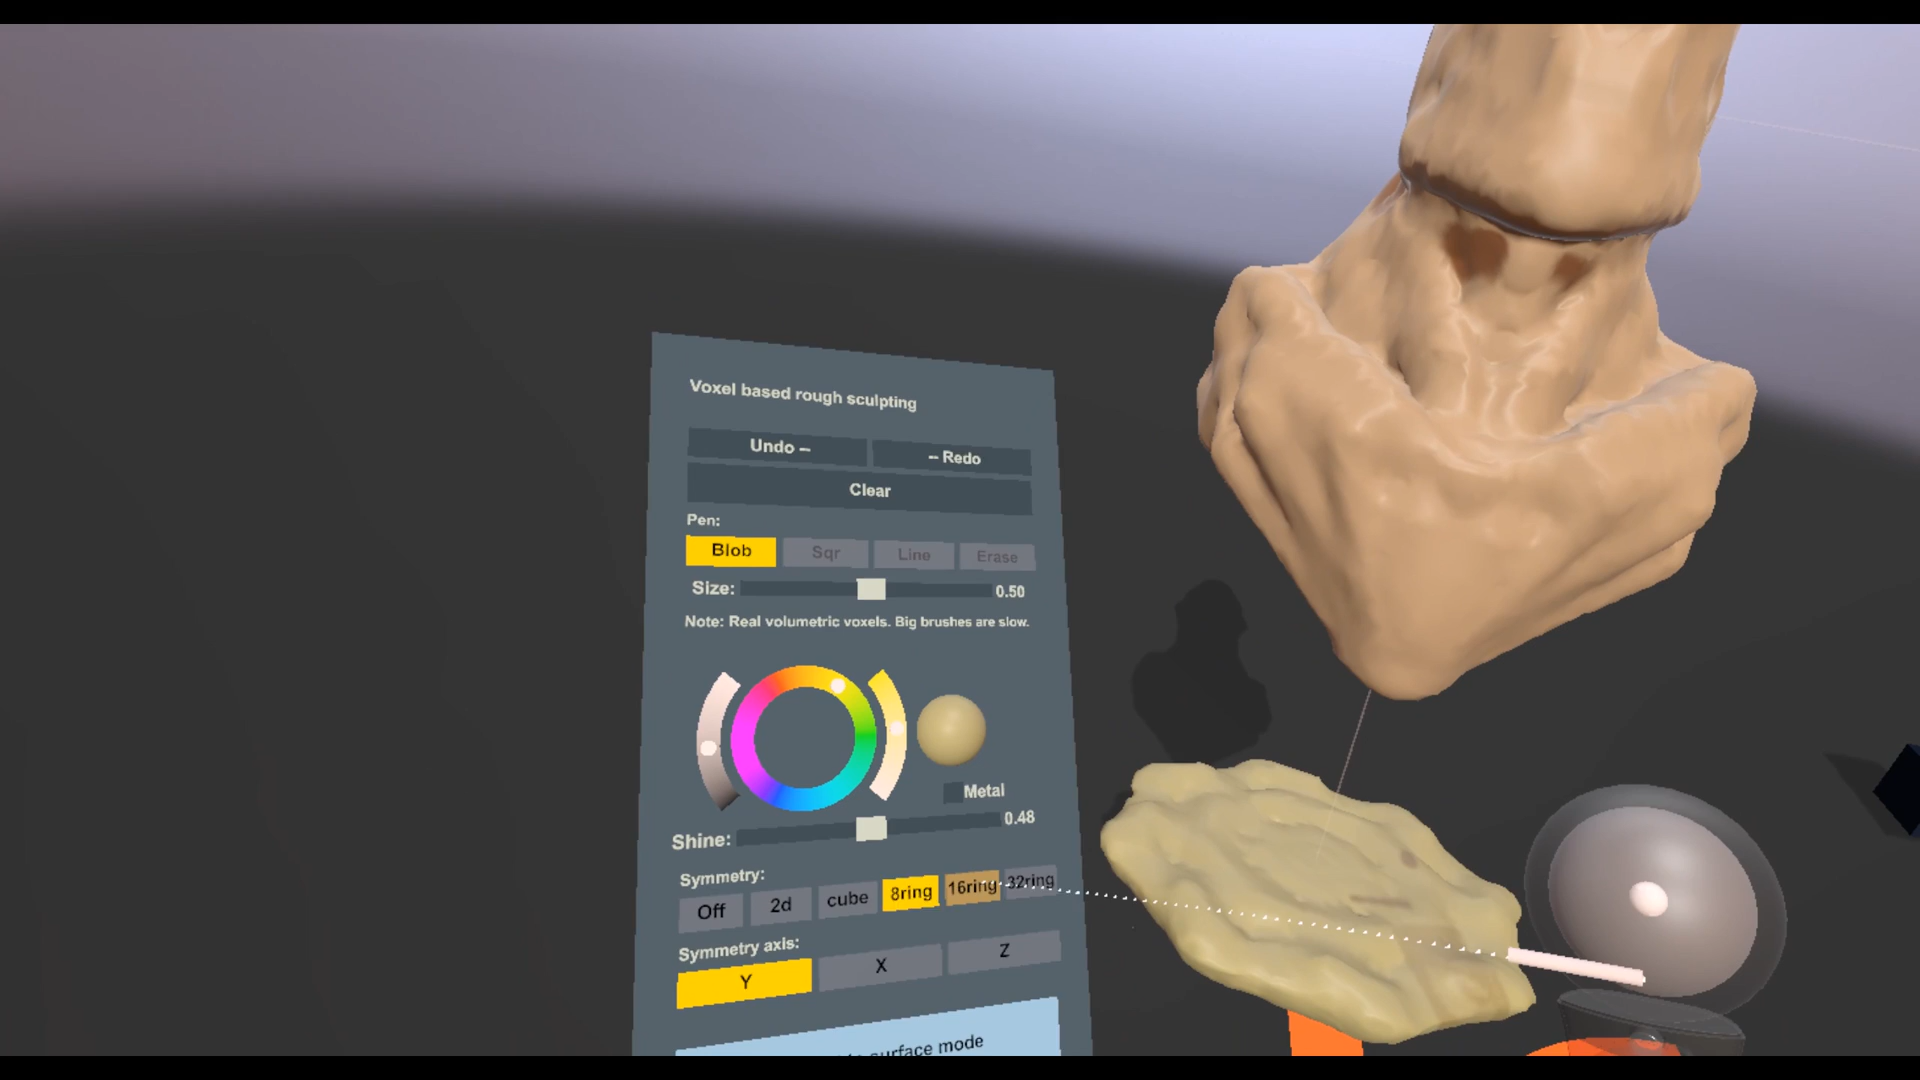 Voxel based rough sculpting
Undo --
-- Redo
Clear
Pen:
Blob
Sqr
Line
Erase
Size:
0.50
Note: Real volumetric voxels. Big brushes are slow.
Metal
Shine:
0.48
Symmetry:
Off
2d
cube
8ring
16ring
32ring
Symmetry axis:
Y
X
Z
surface mode